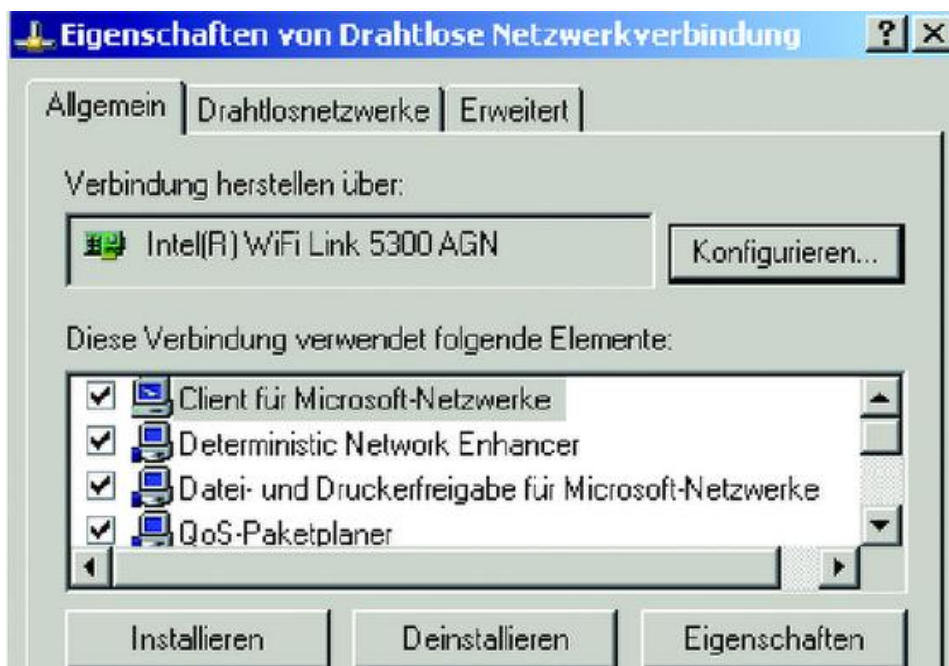 Eigenschaften von Drahtlose Netzwerkverbindung
Allgemein Drahtlosnetzwerke Erweitert
Verbindung herstellen über:
Intel(R) WiFi Link 5300 AGN Konfigurieren...
Diese Verbindung verwendet folgende Elemente:
Client für Microsoft-Netzwerke
Deterministic Network Enhancer
Datei- und Druckerfreigabe für Microsoft-Netzwerke
QoS-Paketplaner
Installieren Deinstallieren Eigenschaften